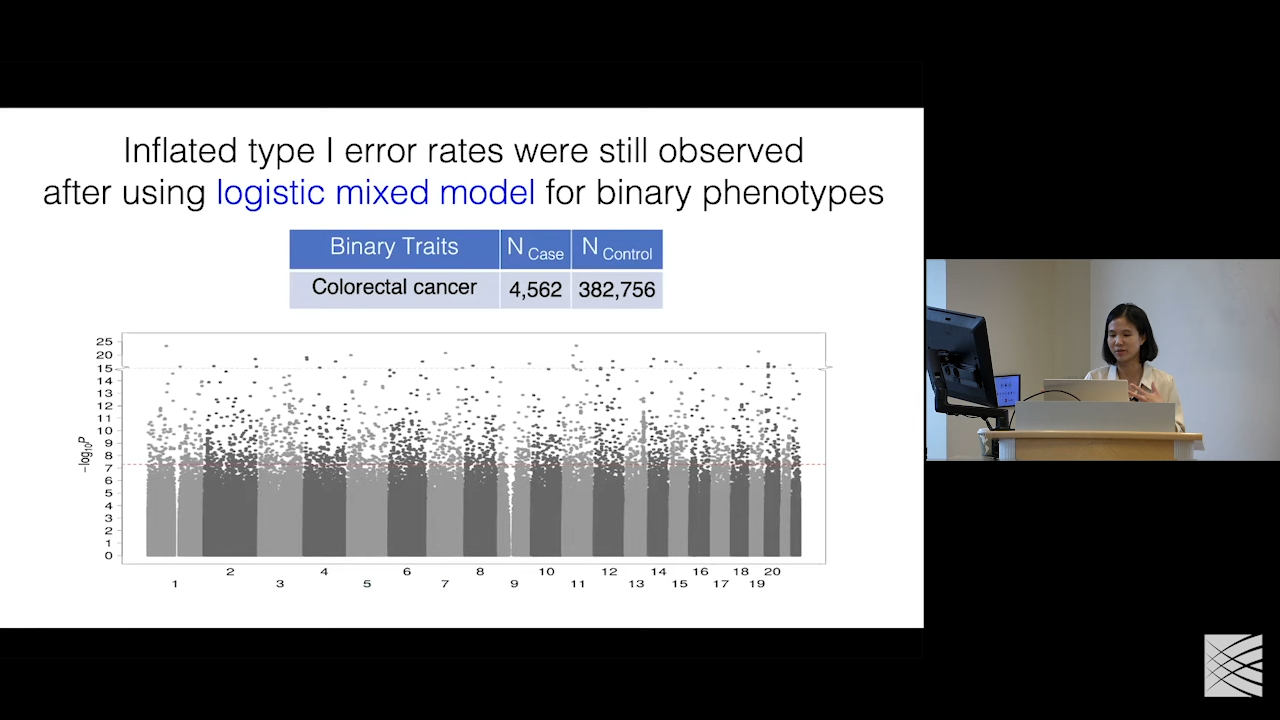 Inflated type I error rates were still observed
after using logistic mixed model for binary phenotypes
Binary Traits N Case N Control
Colorectal cancer 4,562 382,756
25
20
15
14
13
12
11
10
9
8
7
6
5
4
3
2
1
0
−log10P
2 4 6 8 10 12 14 16 18 20
1 3 5 7 9 11 13 15 17 19